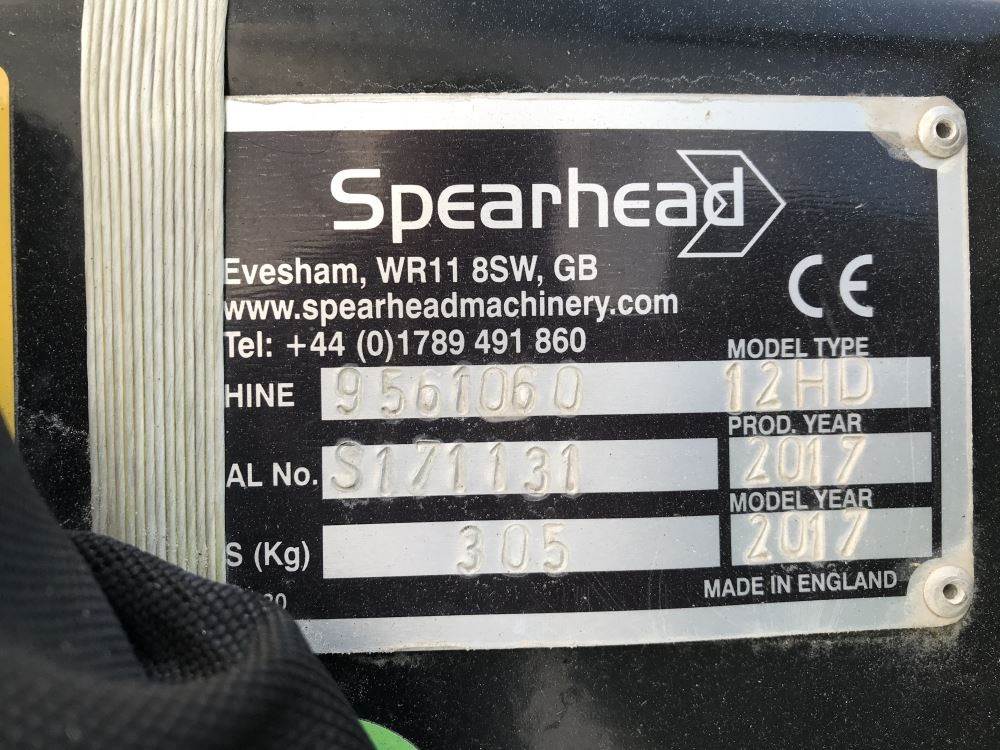 Spearhead
Evesham, WR11 8SW, GB
www.spearheadmachinery.com
Tel: +44 (0)1789 491 860
CE
MODEL TYPE
HINE 9561060 12HD
PROD. YEAR
AL No. S171131 2017
MODEL YEAR
S (Kg) 305 2017
MADE IN ENGLAND